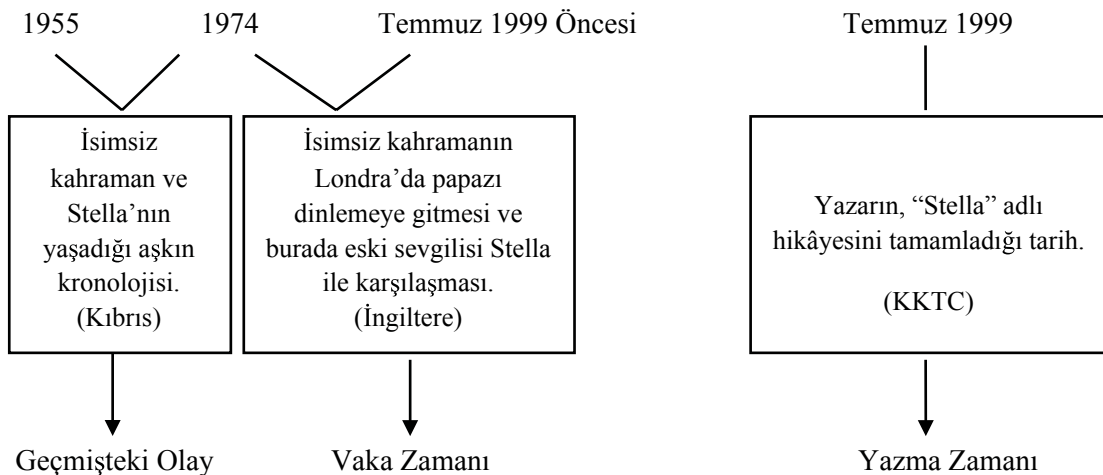 1955
1974
Temmuz 1999 Öncesi
Temmuz 1999
İsimsiz
kahraman ve
Stella’nın
yaşadığı aşkın
kronolojisi.
(Kıbrıs)
İsimsiz kahramanın
Londra’da papazı
dinlemeye gitmesi ve
burada eski sevgilisi Stella
ile karşılaşması.
(İngiltere)
Yazarın, “Stella” adlı
hikâyesini tamamladığı tarih.
(KKTC)
Geçmişteki Olay
Vaka Zamanı
Yazma Zamanı